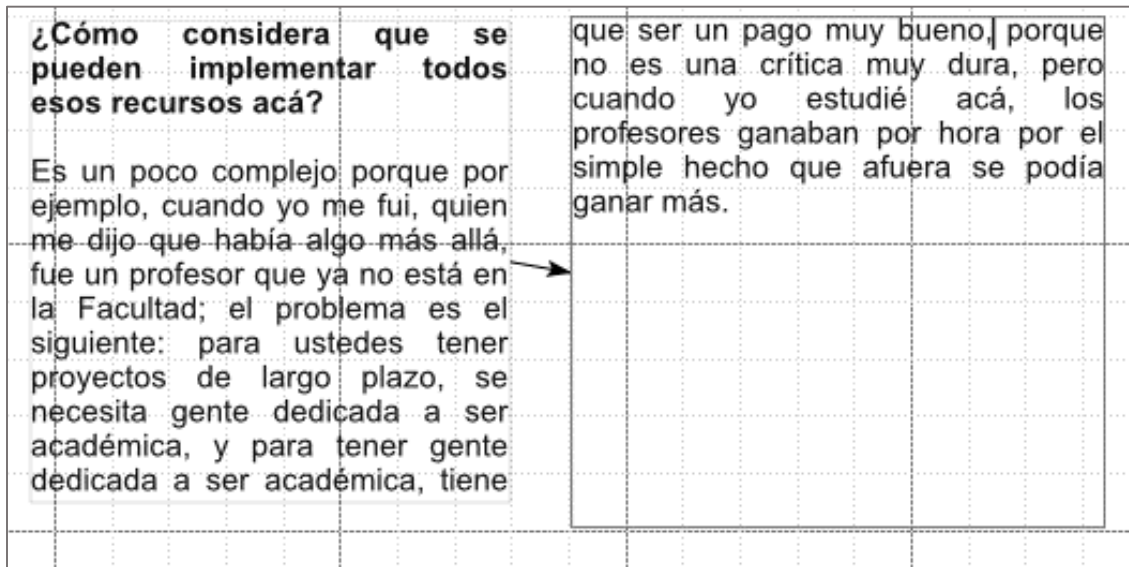 ¿Cómo considera que se
pueden implementar todos
esos recursos acá?
Es un poco complejo porque por
ejemplo, cuando yo me fui, quien
me dijo que había algo más allá,
fue un profesor que ya no está en
la Facultad; el problema es el
siguiente: para ustedes tener
proyectos de largo plazo, se
necesita gente dedicada a ser
académica, y para tener gente
dedicada a ser académica, tiene
que ser un pago muy bueno, porque
no es una crítica muy dura, pero
cuando yo estudié acá, los
profesores ganaban por hora por el
simple hecho que afuera se podía
ganar más.